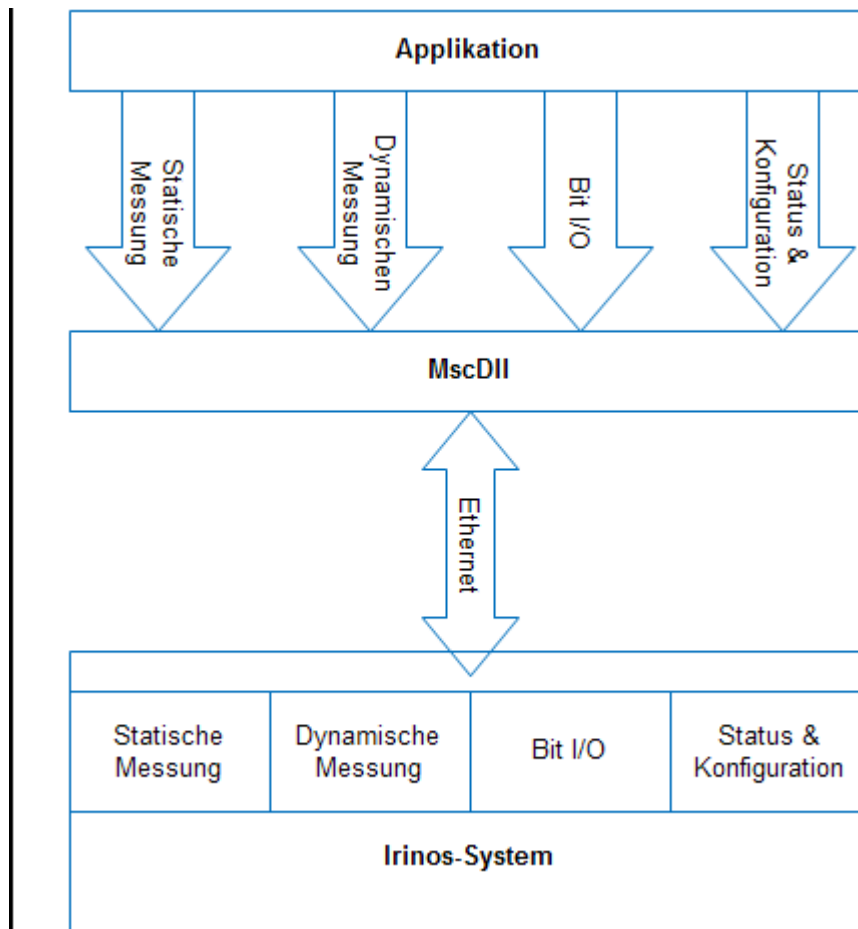 Applikation
Statische
Messung
Dynamischen
Messung
Bit I/O
Status &
Konfiguration
MscDll
Ethernet
Statische
Messung
Dynamische
Messung
Bit I/O
Status &
Konfiguration
Irinos-System